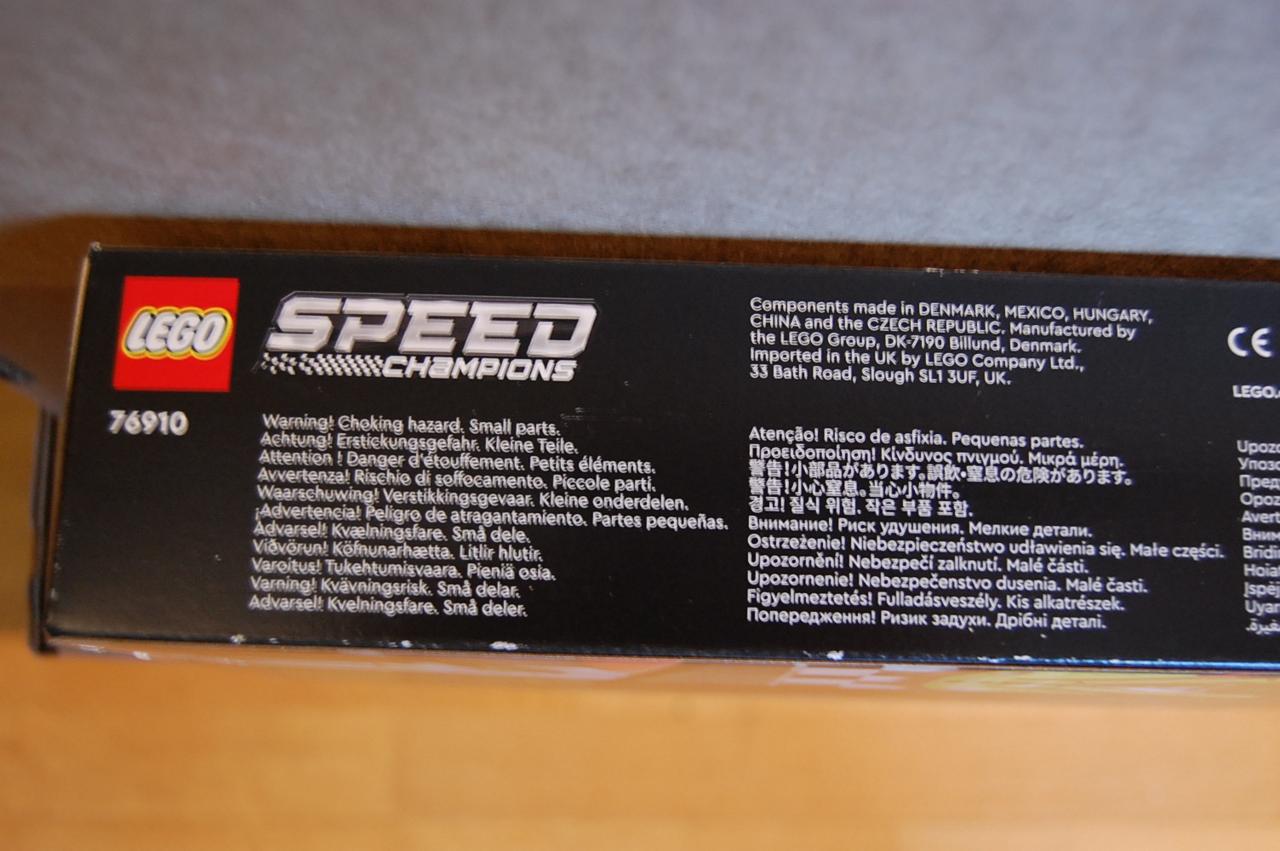 LEGO
SPEED
CHAMPIONS
76910
Warning! Choking hazard. Small parts.
Achtung! Erstickungsgefahr. Kleine Teile.
Attention ! Danger d'étouffement. Petits éléments.
Avvertenza! Rischio di soffocamento. Piccole parti.
Waarschuwing! Verstikkingsgevaar. Kleine onderdelen.
¡Advertencia! Peligro de atragantamiento. Partes pequeñas.
Advarsel! Kvælningsfare. Små dele.
Viðvörun! Köfnunarhætta. Litlir hlutir.
Varoitus! Tukehtumisvaara. Pieniä osia.
Varning! Kvävningsrisk. Små delar.
Advarsel! Kvelningsfare. Små deler.
Components made in DENMARK, MEXICO, HUNGARY,
CHINA and the CZECH REPUBLIC. Manufactured by
the LEGO Group, DK-7190 Billund, Denmark.
Imported in the UK by LEGO Company Ltd.,
33 Bath Road, Slough SL1 3UF, UK.
Atenção! Risco de asfixia. Pequenas partes.
Προειδοποίηση! Κίνδυνος πνιγμού. Μικρά μέρη.
警告!小部品があります。誤飲・窒息の危険があります。
警告!小心窒息。当心小物件。
경고! 질식 위험. 작은 부품 포함.
Внимание! Риск удушения. Мелкие детали.
Ostrzeżenie! Niebezpieczeństwo udławienia się. Małe części.
Upozornění! Nebezpečí zalknutí. Malé části.
Upozornenie! Nebezpečenstvo dusenia. Malé časti.
Figyelmeztetés! Fulladásveszély. Kis alkatrészek.
Попередження! Ризик задухи. Дрібні деталі.
CE
LEGO.